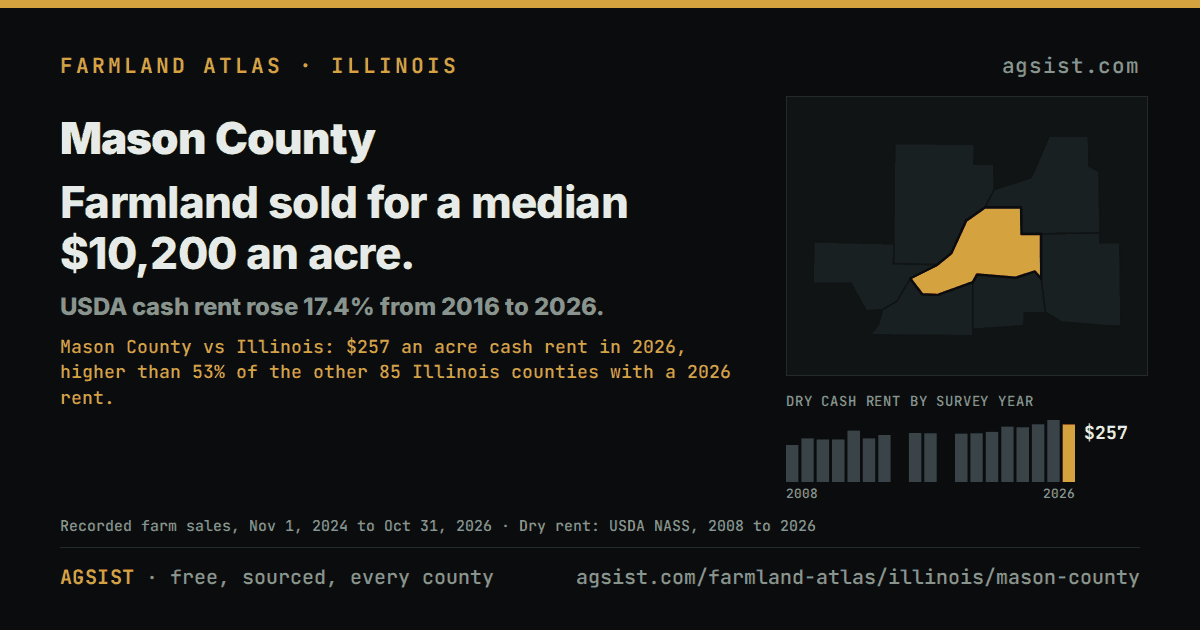 FARMLAND ATLAS · ILLINOIS
agsist.com
Mason County
Farmland sold for a median
$10,200 an acre.
USDA cash rent rose 17.4% from 2016 to 2026.
Mason County vs Illinois: $257 an acre cash rent in 2026,
higher than 53% of the other 85 Illinois counties with a 2026
rent.
DRY CASH RENT BY SURVEY YEAR
$257
2008
2026
Recorded farm sales, Nov 1, 2024 to Oct 31, 2026 · Dry rent: USDA NASS, 2008 to 2026
AGSIST · free, sourced, every county
agsist.com/farmland-atlas/illinois/mason-county